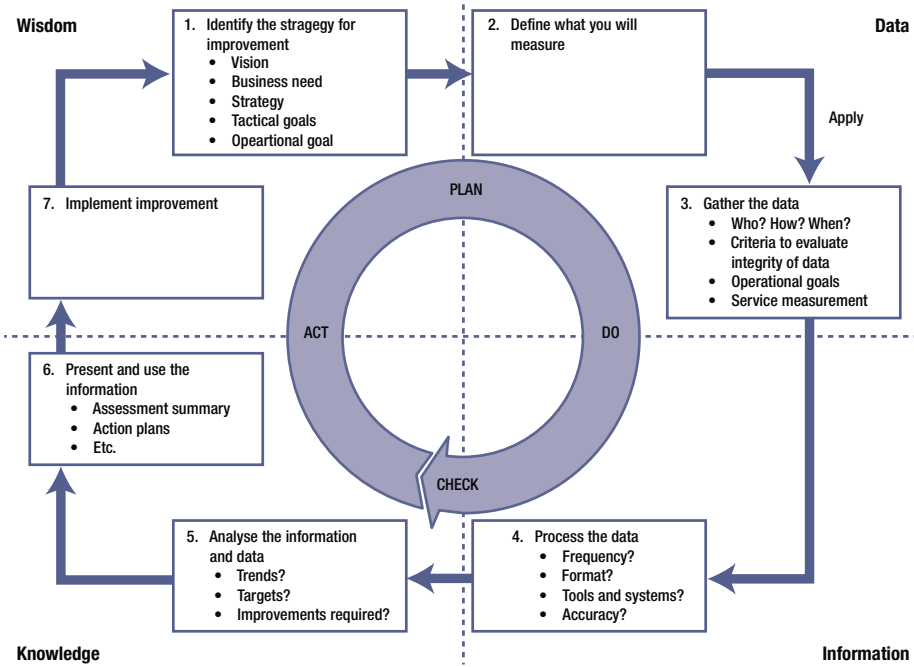 Wisdom
1. Identify the stragegy for
improvement
• Vision
• Business need
• Strategy
• Tactical goals
• Opeartional goal
2. Define what you will
measure
Data
Apply
3. Gather the data
• Who? How? When?
• Criteria to evaluate
integrity of data
• Operational goals
• Service measurement
7. Implement improvement
PLAN
ACT
DO
CHECK
6. Present and use the
information
• Assessment summary
• Action plans
• Etc.
5. Analyse the information
and data
• Trends?
• Targets?
• Improvements required?
4. Process the data
• Frequency?
• Format?
• Tools and systems?
• Accuracy?
Knowledge
Information